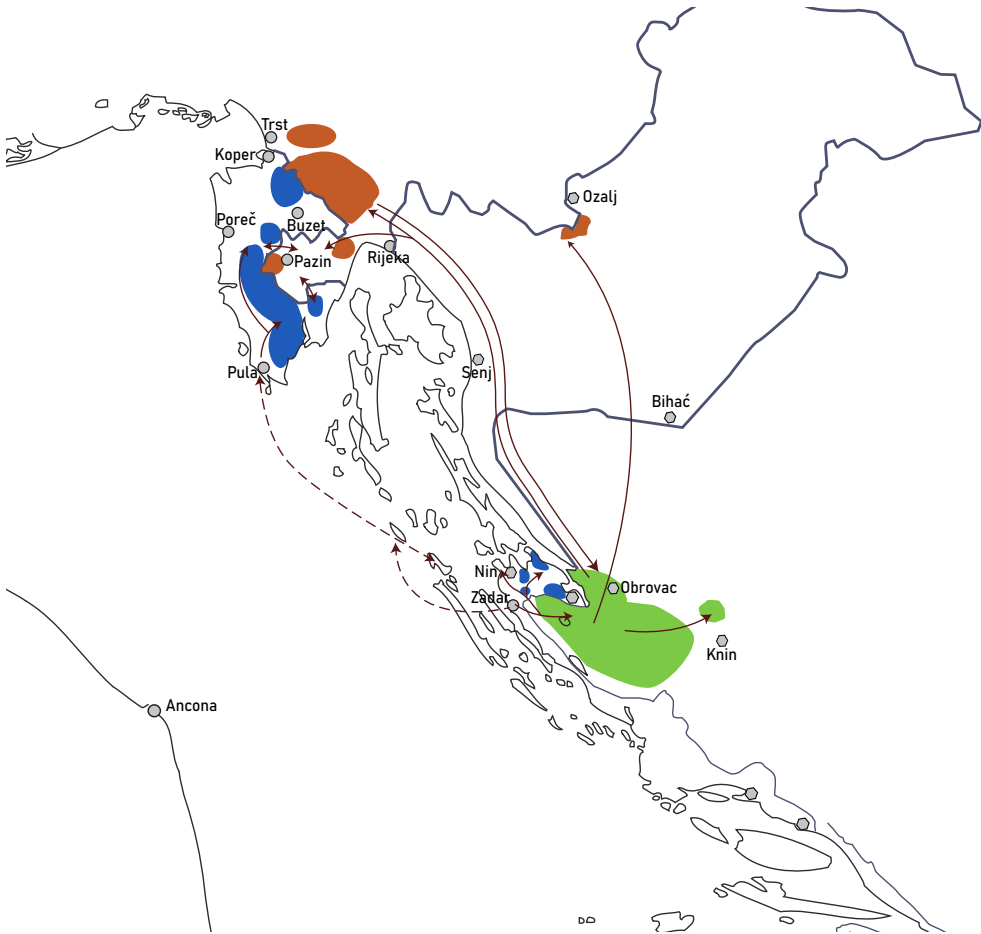 Trst
Koper
Ozalj
Poreč
Buzet
Rijeka
Pazin
Pula
Senj
Bihać
Nin
Obrovac
Zadar
Knin
Ancona